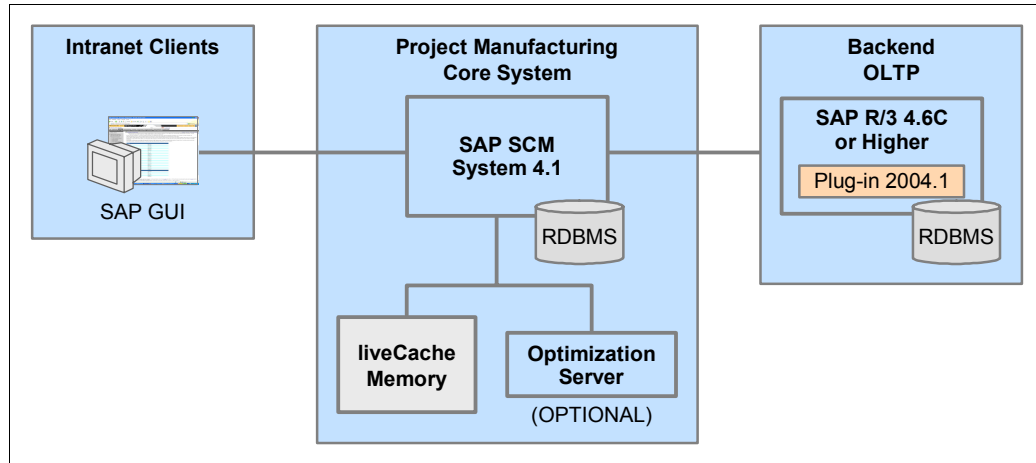 Intranet Clients
SAP GUI
Project Manufacturing
Core System
SAP SCM
System 4.1
RDBMS
liveCache
Memory
Optimization
Server
(OPTIONAL)
Backend
OLTP
SAP R/3 4.6C
or Higher
Plug-in 2004.1
RDBMS